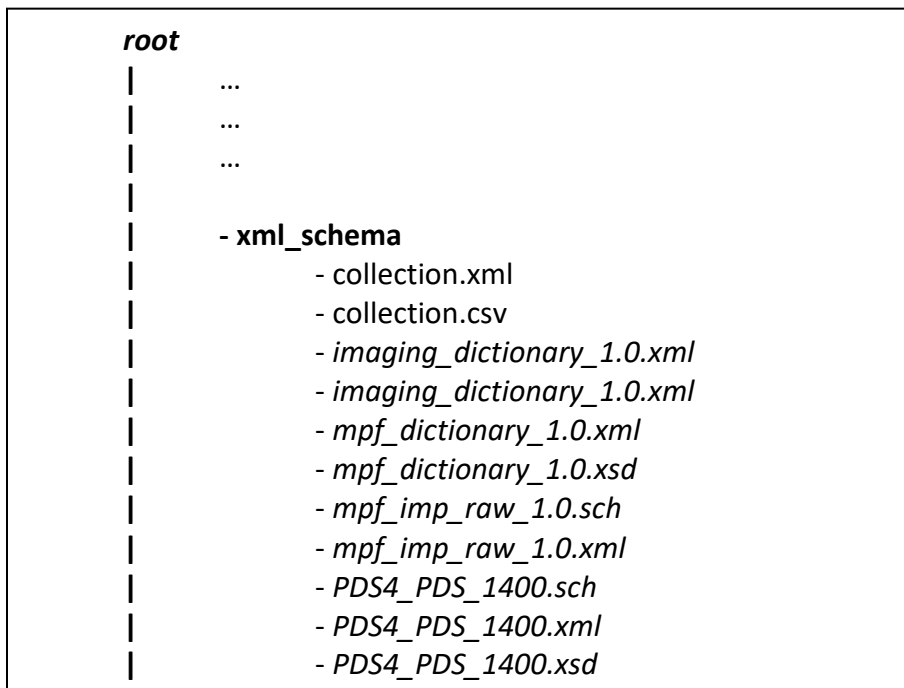 root
| ...
| ...
| ...
|
| - xml_schema
| - collection.xml
| - collection.csv
| - imaging_dictionary_1.0.xml
| - imaging_dictionary_1.0.xml
| - mpf_dictionary_1.0.xml
| - mpf_dictionary_1.0.xsd
| - mpf_imp_raw_1.0.sch
| - mpf_imp_raw_1.0.xml
| - PDS4_PDS_1400.sch
| - PDS4_PDS_1400.xml
| - PDS4_PDS_1400.xsd